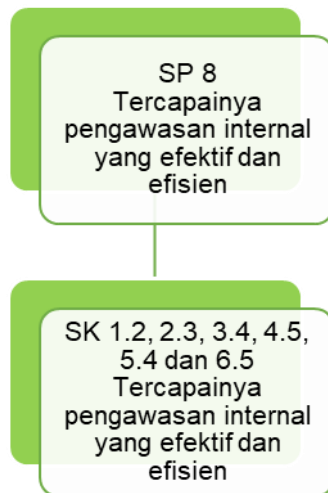 SP 8
Tercapainya
pengawasan internal
yang efektif dan
efisien
SK 1.2, 2.3, 3.4, 4.5,
5.4 dan 6.5
Tercapainya
pengawasan internal
yang efektif dan
efisien